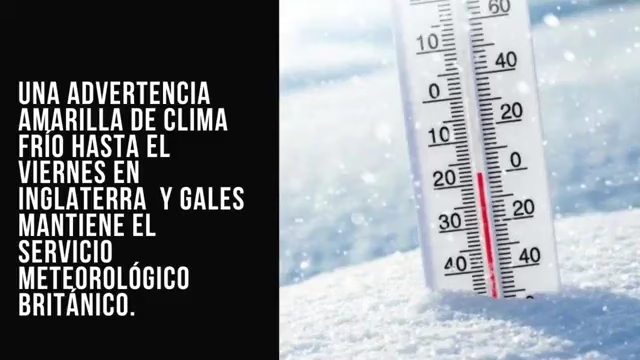 UNA ADVERTENCIA
AMARILLA DE CLIMA
FRÍO HASTA EL
VIERNES EN
INGLATERRA Y GALES
MANTIENE EL
SERVICIO
METEOROLÓGICO
BRITÁNICO.
60
10
40
0
20
10
0
20
20
30
40
40